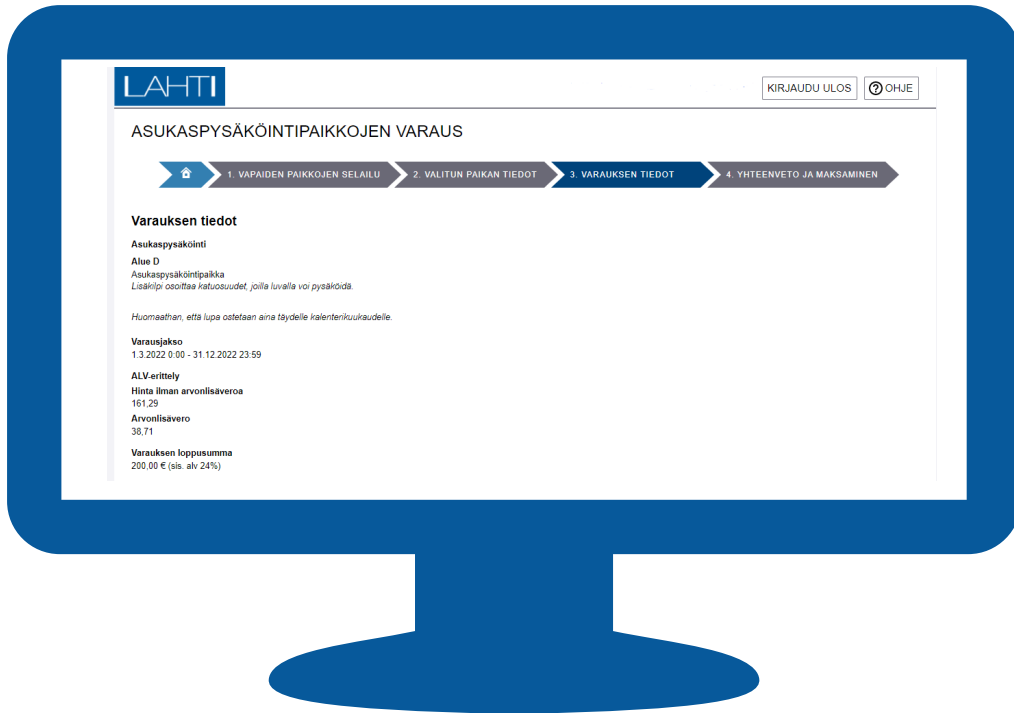 LAHTI
KIRJAUDU ULOS
? OHJE
ASUKASPYSÄKÖINTIPAIKKOJEN VARAUS
1. VAPAIDEN PAIKKOJEN SELAILU
2. VALITUN PAIKAN TIEDOT
3. VARAUKSEN TIEDOT
4. YHTEENVETO JA MAKSAMINEN
Varauksen tiedot
Asukaspysäköinti
Alue D
Asukaspysäköintipaikka
Lisäkilpi osoittaa katuosuudet, joilla luvalla voi pysäköidä.
Huomaathan, että lupa ostetaan aina täydelle kalenterikuukaudelle.
Varausjakso
1.3.2022 0:00 - 31.12.2022 23:59
ALV-erittely
Hinta ilman arvonlisäveroa
161,29
Arvonlisävero
38,71
Varauksen loppusumma
200,00 € (sis. alv 24%)